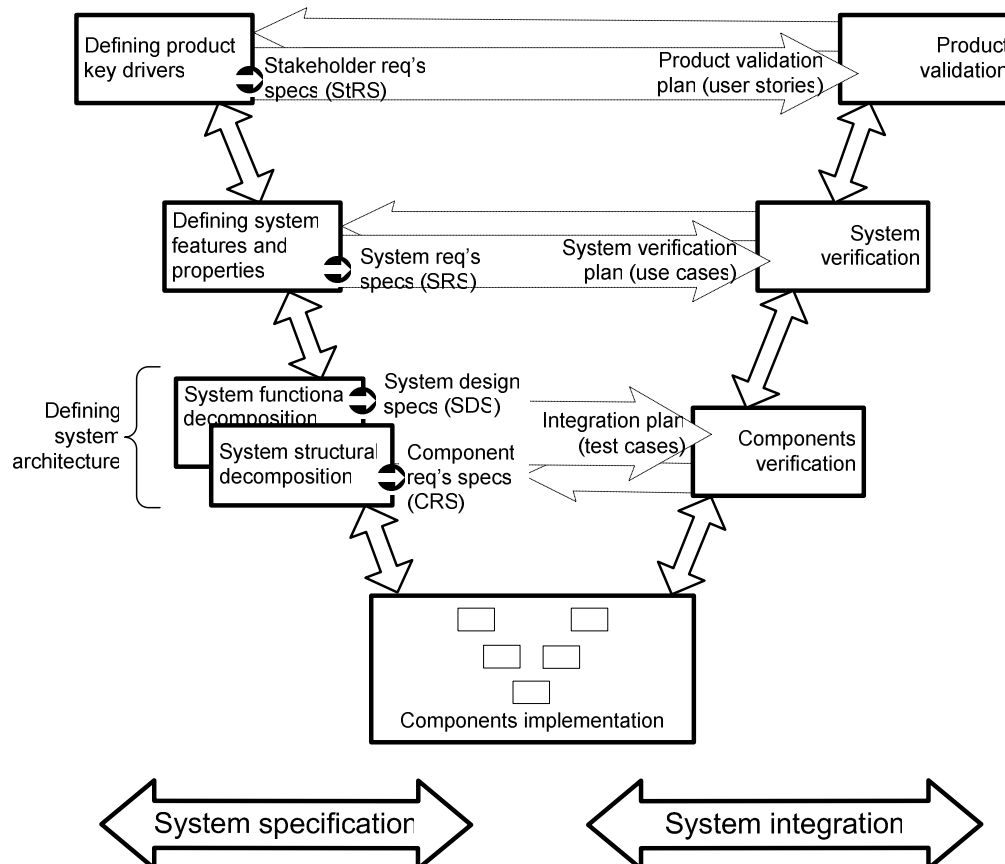 Defining product
key drivers
Stakeholder req's
specs (StRS)
Product validation
plan (user stories)
Product
validation
Defining system
features and
properties
System req's
specs (SRS)
System verification
plan (use cases)
System
verification
Defining
system
architecture
System functiona
decomposition
System design
specs (SDS)
System structural
decomposition
Component
req's specs
(CRS)
Integration plan
(test cases)
Components
verification
Components implementation
System specification
System integration